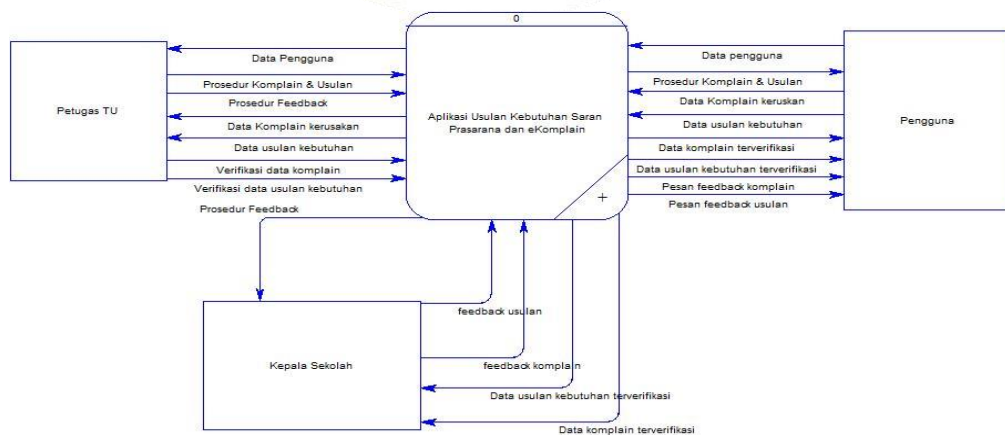 0
Aplikasi Usulan Kebutuhan Saran
Prasarana dan eKomplain
Petugas TU
Data Pengguna
Prosedur Komplain & Usulan
Prosedur Feedback
Data Komplain kerusakan
Data usulan kebutuhan
Verifikasi data komplain
Verifikasi data usulan kebutuhan
Prosedur Feedback
Data pengguna
Prosedur Komplain & Usulan
Data Komplain keruskan
Data usulan kebutuhan
Data komplain terverifikasi
Data usulan kebutuhan terverifikasi
Pesan feedback komplain
Pesan feedback usulan
Pengguna
+
Kepala Sekolah
feedback usulan
feedback komplain
Data usulan kebutuhan terverifikasi
Data komplain terverifikasi